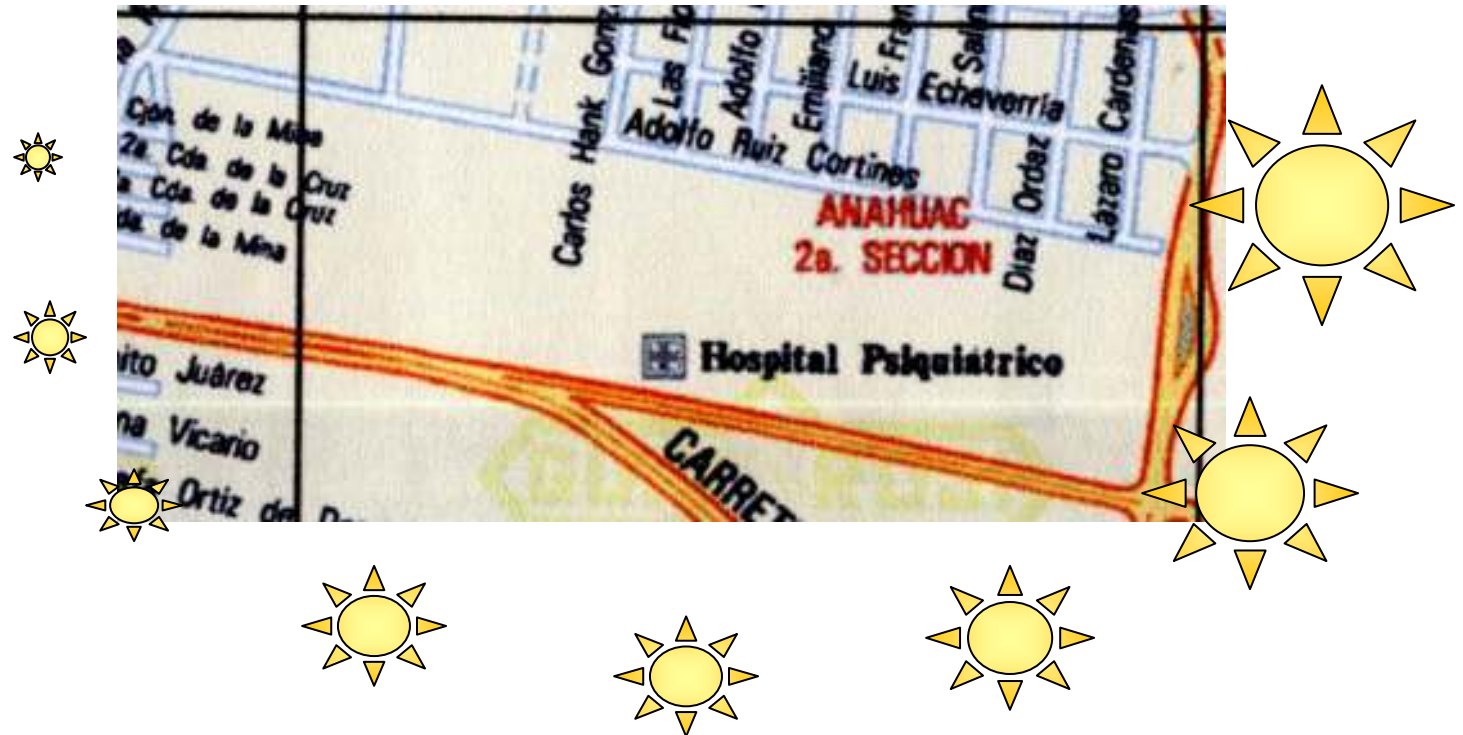 Carlos Hank
Las
Adolfo
Emiliano
Luis
Echeverría
Lázaro Cárdenas
Díaz Ordaz
Adolfo Ruiz Cortines
Cjón. de la Mina
2a. Cda. de la Cruz
Cda. de la Cruz
de la Mina
ANAHUAC
2a. SECCION
Hospital Psiquiátrico
Juárez
Vicario
Ortiz de
CARRET